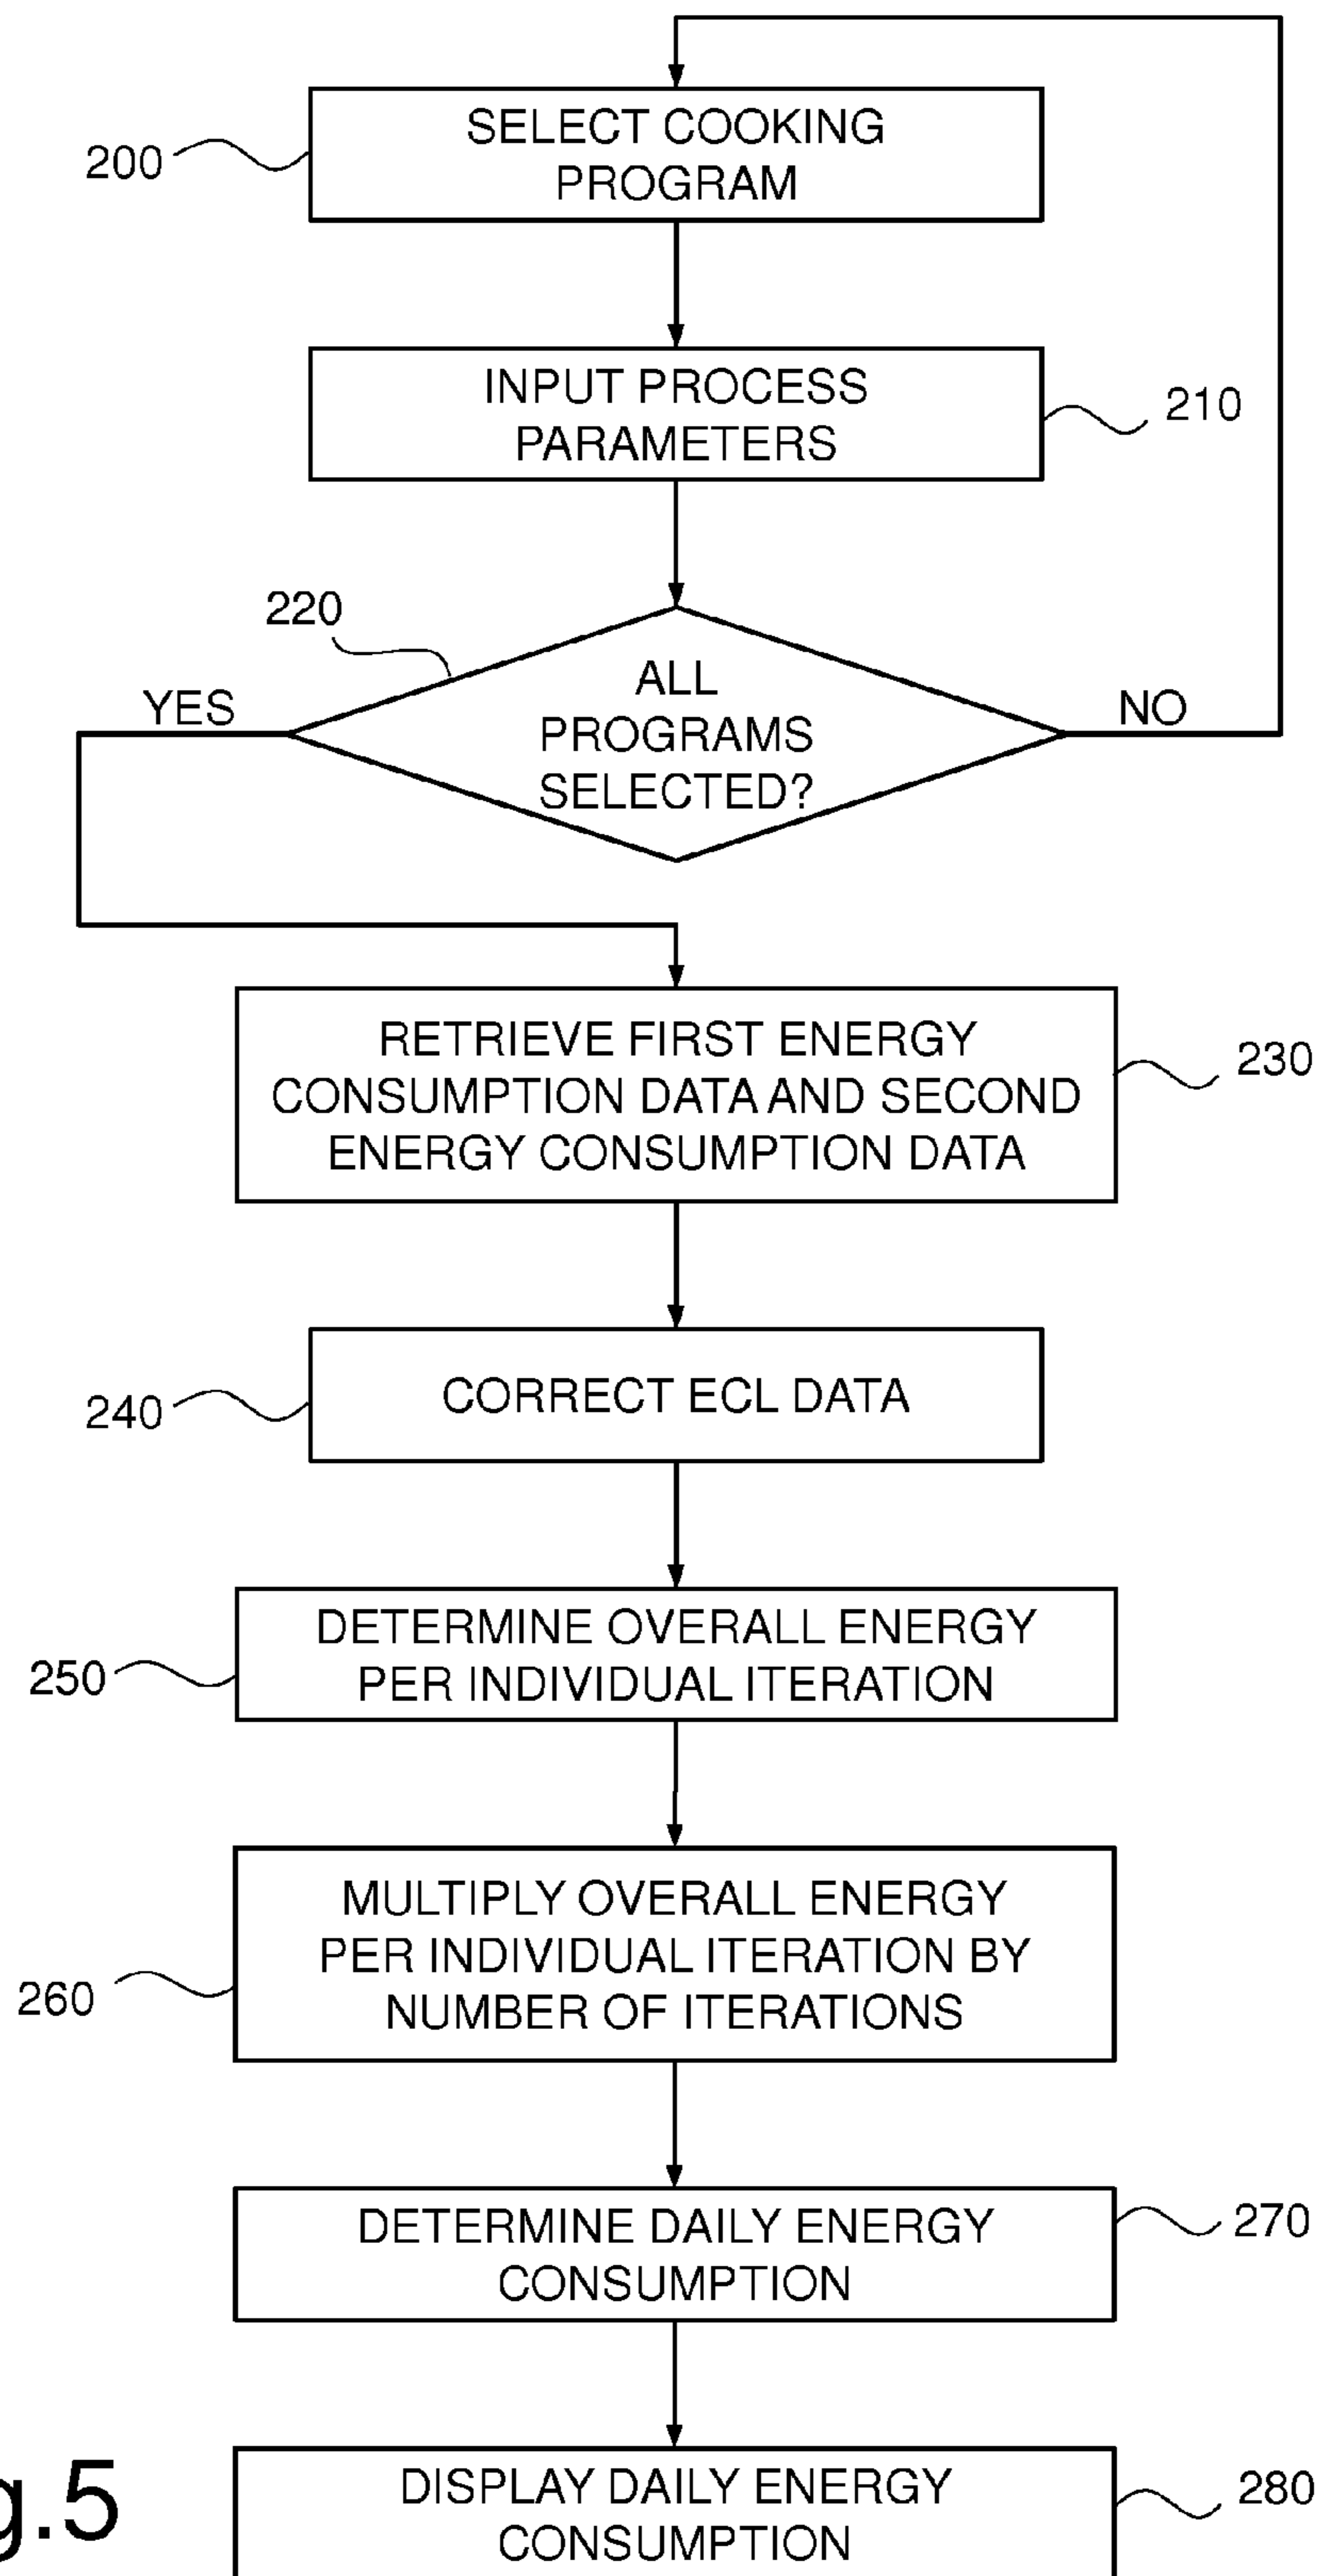 SELECT COOKING
PROGRAM
200
INPUT PROCESS
PARAMETERS
210
220
ALL
PROGRAMS
SELECTED?
YES
NO
RETRIEVE FIRST ENERGY
CONSUMPTION DATA AND SECOND
ENERGY CONSUMPTION DATA
230
CORRECT ECL DATA
240
DETERMINE OVERALL ENERGY
PER INDIVIDUAL ITERATION
250
MULTIPLY OVERALL ENERGY
PER INDIVIDUAL ITERATION BY
NUMBER OF ITERATIONS
260
DETERMINE DAILY ENERGY
CONSUMPTION
270
DISPLAY DAILY ENERGY
CONSUMPTION
280
g.5